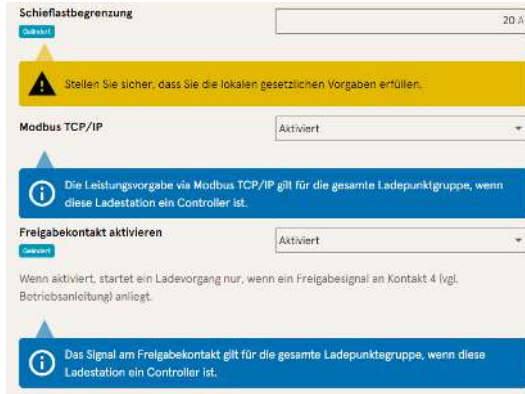 Schieflastbegrenzung
20 A
Geändert
Stellen Sie sicher, dass Sie die lokalen gesetzlichen Vorgaben erfüllen.
Modbus TCP/IP
Aktiviert
Die Leistungsvorgabe via Modbus TCP/IP gilt für die gesamte Ladepunktgruppe, wenn
diese Ladestation ein Controller ist.
Freigabekontakt aktivieren
Aktiviert
Geändert
Wenn aktiviert, startet ein Ladevorgang nur, wenn ein Freigabesignal an Kontakt 4 (vgl.
Betriebsanleitung) anliegt.
Das Signal am Freigabekontakt gilt für die gesamte Ladepunktegruppe, wenn diese
Ladestation ein Controller ist.